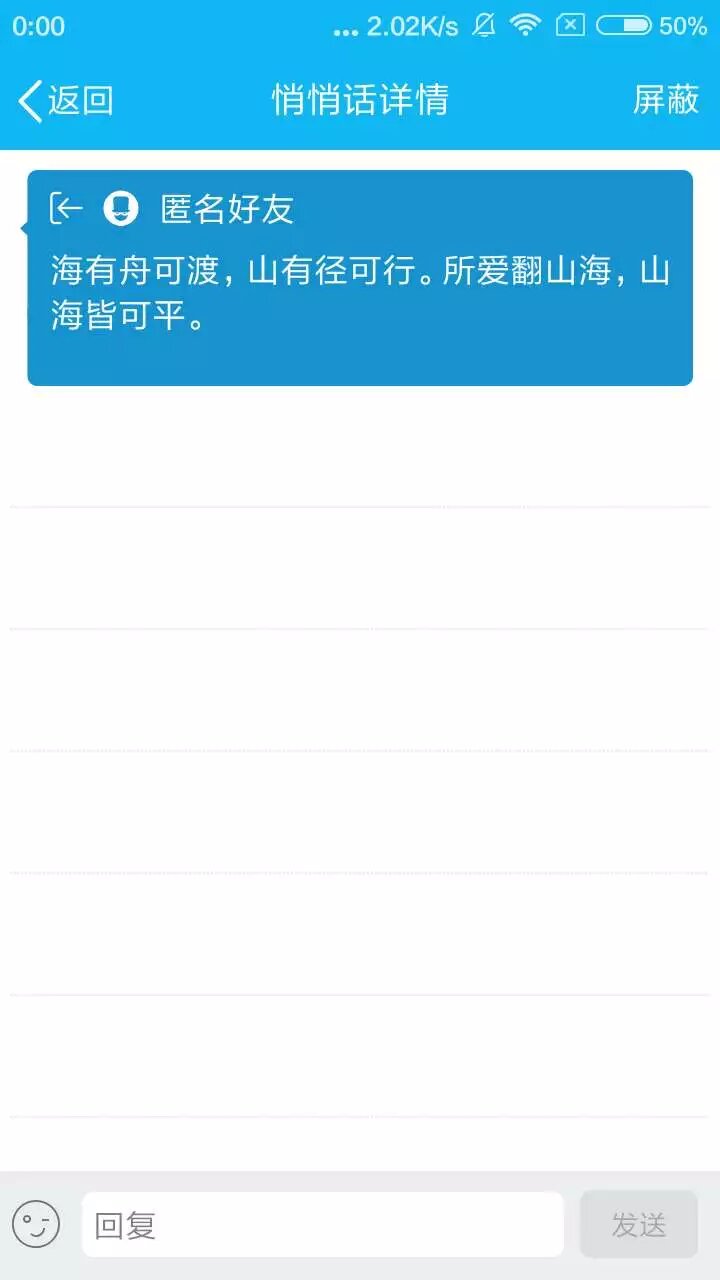 0:00 ... 2.02K/s 50%
返回 悄悄话详情 屏蔽
匿名好友
海有舟可渡，山有径可行。所爱翻山海，山
海皆可平。
回复 发送